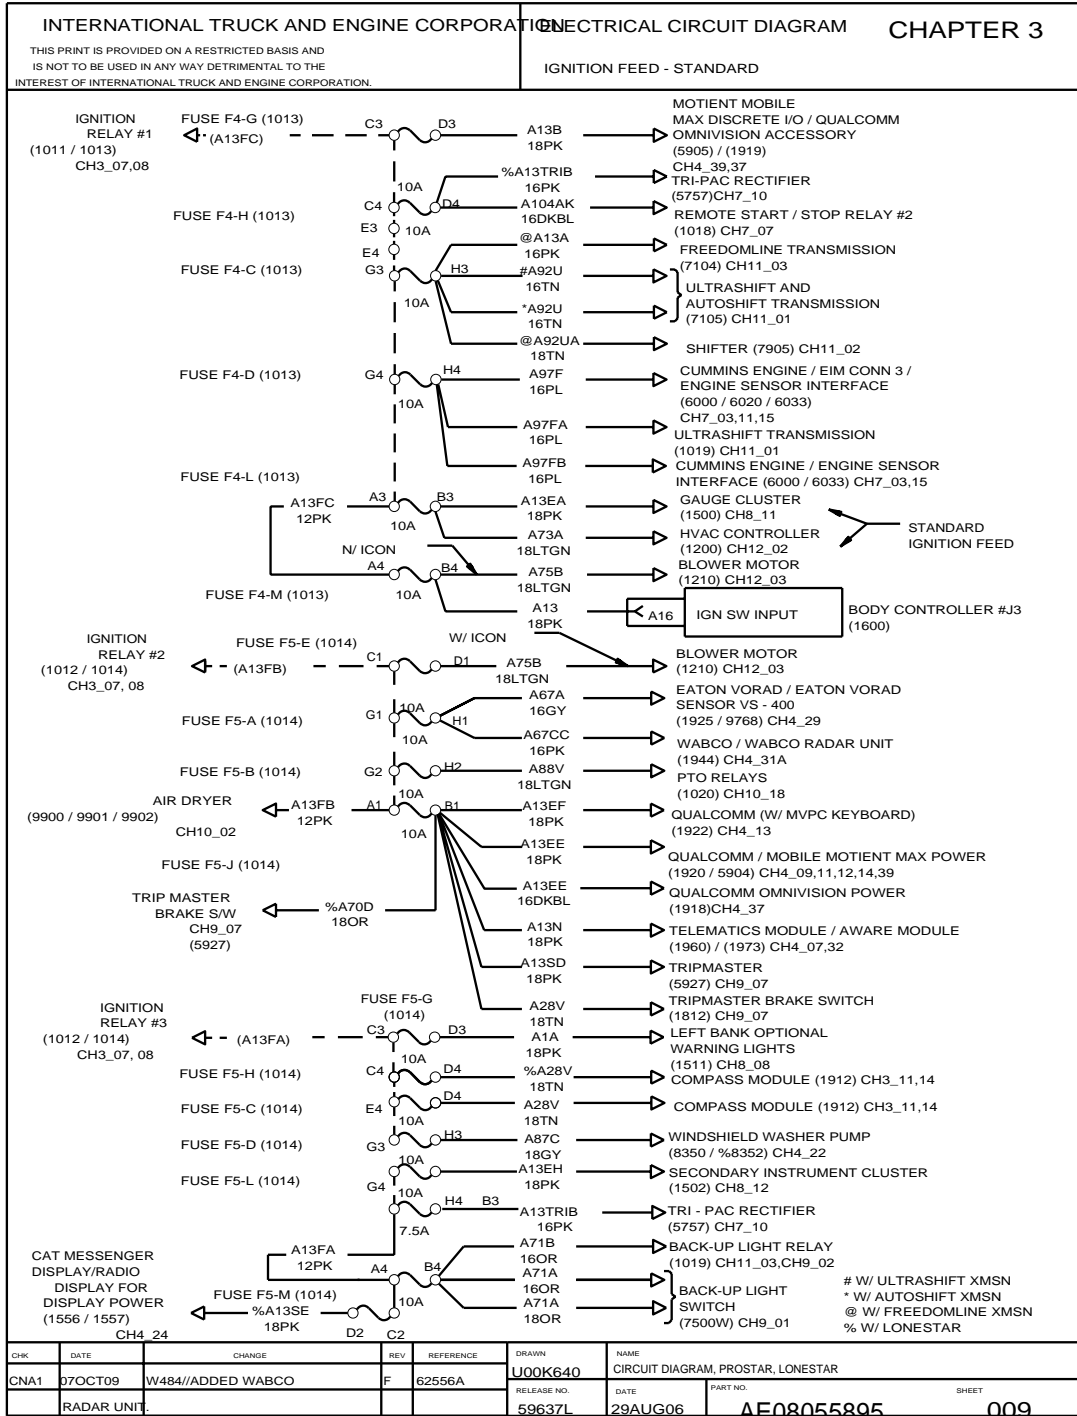 INTERNATIONAL TRUCK AND ENGINE CORPORATION
THIS PRINT IS PROVIDED ON A RESTRICTED BASIS AND
IS NOT TO BE USED IN ANY WAY DETRIMENTAL TO THE
INTEREST OF INTERNATIONAL TRUCK AND ENGINE CORPORATION.
ELECTRICAL CIRCUIT DIAGRAM
CHAPTER 3
IGNITION FEED - STANDARD
IGNITION
RELAY #1
(1011 / 1013)
CH3_07,08
FUSE F4-G (1013)
(A13FC)
C3
D3
A13B
18PK
MOTIENT MOBILE
MAX DISCRETE I/O / QUALCOMM
OMNIVISION ACCESSORY
(5905) / (1919)
CH4_39,37
10A
%A13TRIB
16PK
TRI-PAC RECTIFIER
(5757)CH7_10
FUSE F4-H (1013)
C4
D4
A104AK
16DKBL
REMOTE START / STOP RELAY #2
(1018) CH7_07
E3
10A
E4
@A13A
16PK
FREEDOMLINE TRANSMISSION
(7104) CH11_03
FUSE F4-C (1013)
G3
H3
10A
#A92U
16TN
*A92U
16TN
ULTRASHIFT AND
AUTOSHIFT TRANSMISSION
(7105) CH11_01
@A92UA
18TN
SHIFTER (7905) CH11_02
FUSE F4-D (1013)
G4
H4
10A
A97F
16PL
CUMMINS ENGINE / EIM CONN 3 /
ENGINE SENSOR INTERFACE
(6000 / 6020 / 6033)
CH7_03,11,15
A97FA
16PL
ULTRASHIFT TRANSMISSION
(1019) CH11_01
A97FB
16PL
CUMMINS ENGINE / ENGINE SENSOR
INTERFACE (6000 / 6033) CH7_03,15
FUSE F4-L (1013)
A13FC
12PK
A3
B3
10A
A13EA
18PK
GAUGE CLUSTER
(1500) CH8_11
A73A
18LTGN
HVAC CONTROLLER
(1200) CH12_02
STANDARD
IGNITION FEED
N/ ICON
A4
B4
10A
A75B
18LTGN
BLOWER MOTOR
(1210) CH12_03
FUSE F4-M (1013)
A13
18PK
A16
IGN SW INPUT
BODY CONTROLLER #J3
(1600)
IGNITION
RELAY #2
(1012 / 1014)
CH3_07, 08
FUSE F5-E (1014)
(A13FB)
C1
D1
W/ ICON
A75B
18LTGN
BLOWER MOTOR
(1210) CH12_03
10A
FUSE F5-A (1014)
G1
H1
10A
A67A
16GY
EATON VORAD / EATON VORAD
SENSOR VS - 400
(1925 / 9768) CH4_29
A67CC
16PK
WABCO / WABCO RADAR UNIT
(1944) CH4_31A
FUSE F5-B (1014)
G2
H2
10A
A88V
18LTGN
PTO RELAYS
(1020) CH10_18
AIR DRYER
(9900 / 9901 / 9902)
CH10_02
A13FB
12PK
A1
B1
10A
A13EF
18PK
QUALCOMM (W/ MVPC KEYBOARD)
(1922) CH4_13
FUSE F5-J (1014)
A13EE
18PK
QUALCOMM / MOBILE MOTIENT MAX POWER
(1920 / 5904) CH4_09,11,12,14,39
A13EE
16DKBL
QUALCOMM OMNIVISION POWER
(1918)CH4_37
TRIP MASTER
BRAKE S/W
CH9_07
(5927)
%A70D
18OR
A13N
18PK
TELEMATICS MODULE / AWARE MODULE
(1960) / (1973) CH4_07,32
A13SD
18PK
TRIPMASTER
(5927) CH9_07
A28V
18TN
TRIPMASTER BRAKE SWITCH
(1812) CH9_07
IGNITION
RELAY #3
(1012 / 1014)
CH3_07, 08
(A13FA)
FUSE F5-G
(1014)
C3
D3
10A
A1A
18PK
LEFT BANK OPTIONAL
WARNING LIGHTS
(1511) CH8_08
FUSE F5-H (1014)
C4
D4
%A28V
18TN
COMPASS MODULE (1912) CH3_11,14
FUSE F5-C (1014)
E4
D4
10A
A28V
18TN
COMPASS MODULE (1912) CH3_11,14
FUSE F5-D (1014)
G3
H3
10A
A87C
18GY
WINDSHIELD WASHER PUMP
(8350 / %8352) CH4_22
FUSE F5-L (1014)
G4
10A
A13EH
18PK
SECONDARY INSTRUMENT CLUSTER
(1502) CH8_12
H4
B3
7.5A
A13TRIB
16PK
TRI - PAC RECTIFIER
(5757) CH7_10
A13FA
12PK
A71B
16OR
BACK-UP LIGHT RELAY
(1019) CH11_03,CH9_02
A4
B4
10A
A71A
16OR
A71A
18OR
BACK-UP LIGHT
SWITCH
(7500W) CH9_01
CAT MESSENGER
DISPLAY/RADIO
DISPLAY FOR
DISPLAY POWER
(1556 / 1557)
CH4_24
FUSE F5-M (1014)
%A13SE
18PK
D2
C2
# W/ ULTRASHIFT XMSN
* W/ AUTOSHIFT XMSN
@ W/ FREEDOMLINE XMSN
% W/ LONESTAR
CHK
DATE
CHANGE
REV
REFERENCE
DRAWN
NAME
CNA1
07OCT09
W484//ADDED WABCO
F
62556A
U00K640
CIRCUIT DIAGRAM, PROSTAR, LONESTAR
RADAR UNIT.
RELEASE NO.
59637L
DATE
29AUG06
PART NO.
AE08055895
SHEET
009